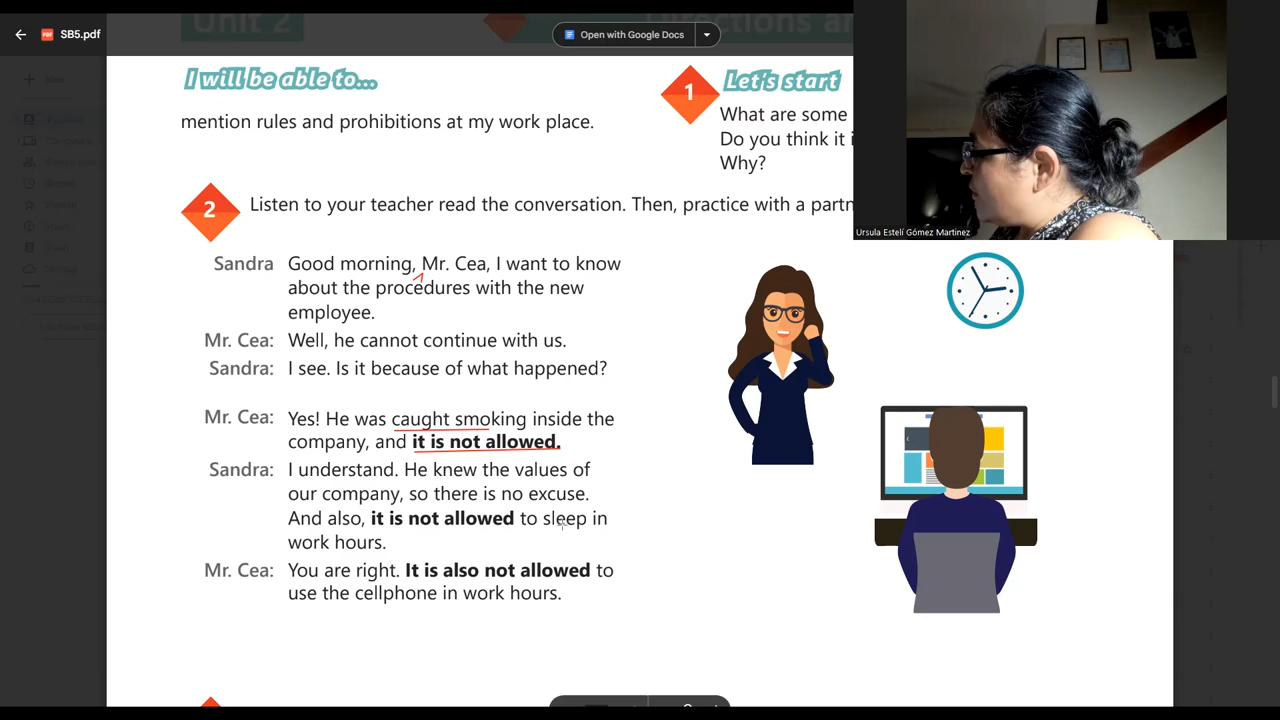 Unit 2
Directions an
SB5.pdf
Open with Google Docs
I will be able to...
mention rules and prohibitions at my work place.
1
Let's start
What are some
Do you think it i
Why?
2
Listen to your teacher read the conversation. Then, practice with a partn
Ursula Estelí Gómez Martinez
Sandra Good morning, Mr. Cea, I want to know
about the procedures with the new
employee.
Mr. Cea: Well, he cannot continue with us.
Sandra: I see. Is it because of what happened?
Mr. Cea: Yes! He was caught smoking inside the
company, and it is not allowed.
Sandra: I understand. He knew the values of
our company, so there is no excuse.
And also, it is not allowed to sleep in
work hours.
Mr. Cea: You are right. It is also not allowed to
use the cellphone in work hours.